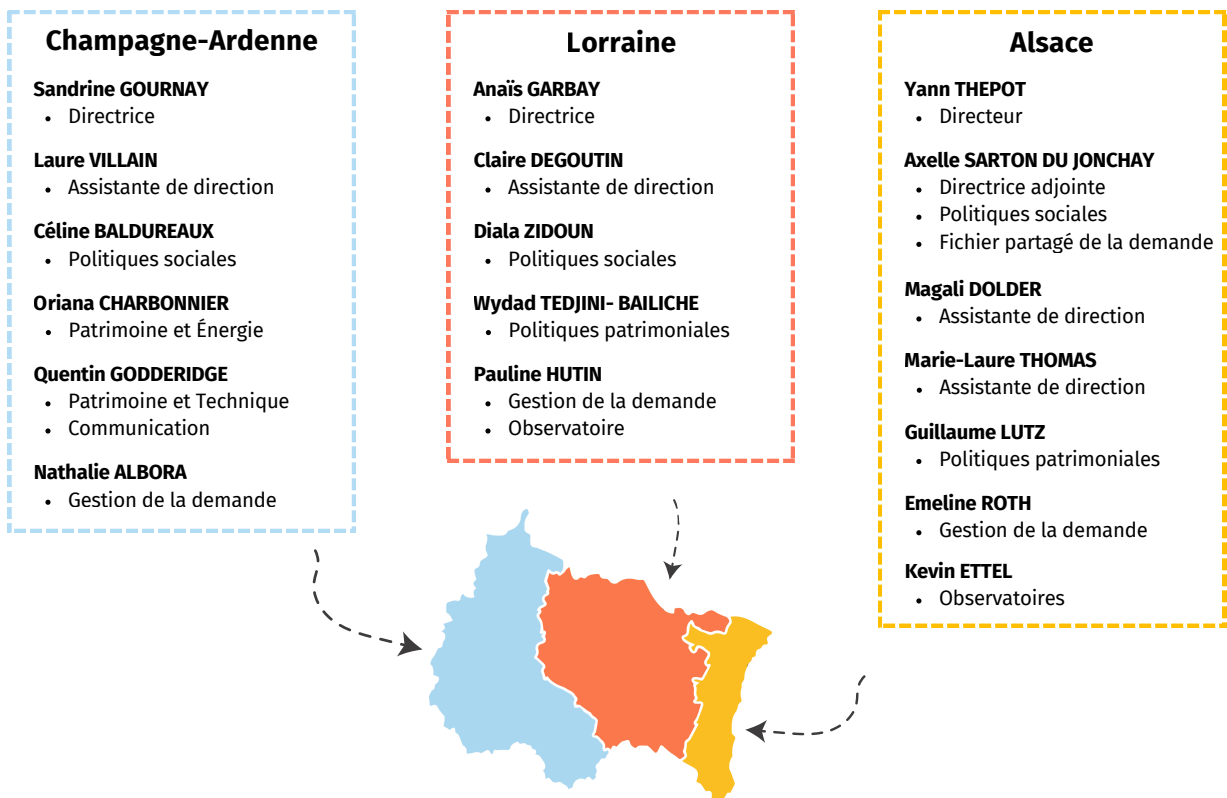 Champagne-Ardenne
Sandrine GOURNAY
• Directrice
Laure VILLAIN
• Assistante de direction
Céline BALDUREAUX
• Politiques sociales
Oriana CHARBONNIER
• Patrimoine et Énergie
Quentin GODDERIDGE
• Patrimoine et Technique
• Communication
Nathalie ALBORA
• Gestion de la demande
Lorraine
Anaïs GARBAY
• Directrice
Claire DEGOUTIN
• Assistante de direction
Diala ZIDOUN
• Politiques sociales
Wydad TEDJINI- BAILICHE
• Politiques patrimoniales
Pauline HUTIN
• Gestion de la demande
• Observatoire
Alsace
Yann THEPOT
• Directeur
Axelle SARTON DU JONCHAY
• Directrice adjointe
• Politiques sociales
• Fichier partagé de la demande
Magali DOLDER
• Assistante de direction
Marie-Laure THOMAS
• Assistante de direction
Guillaume LUTZ
• Politiques patrimoniales
Emeline ROTH
• Gestion de la demande
Kevin ETTEL
• Observatoires